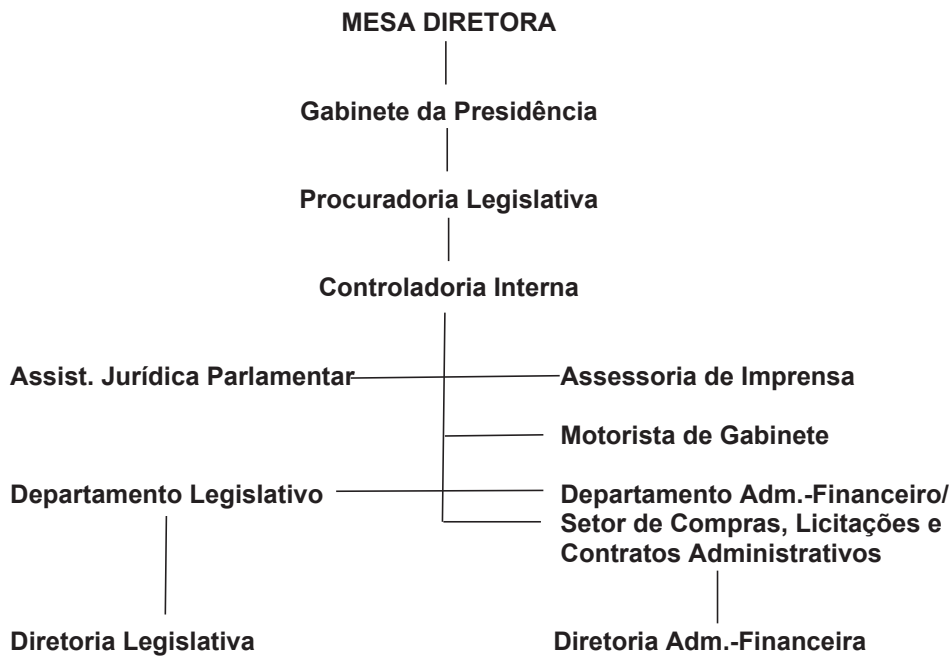 MESA DIRETORA
Gabinete da Presidência
Procuradoria Legislativa
Controladoria Interna
Assist. Jurídica Parlamentar
Assessoria de Imprensa
Motorista de Gabinete
Departamento Legislativo
Departamento Adm.-Financeiro/
Setor de Compras, Licitações e
Contratos Administrativos
Diretoria Legislativa
Diretoria Adm.-Financeira